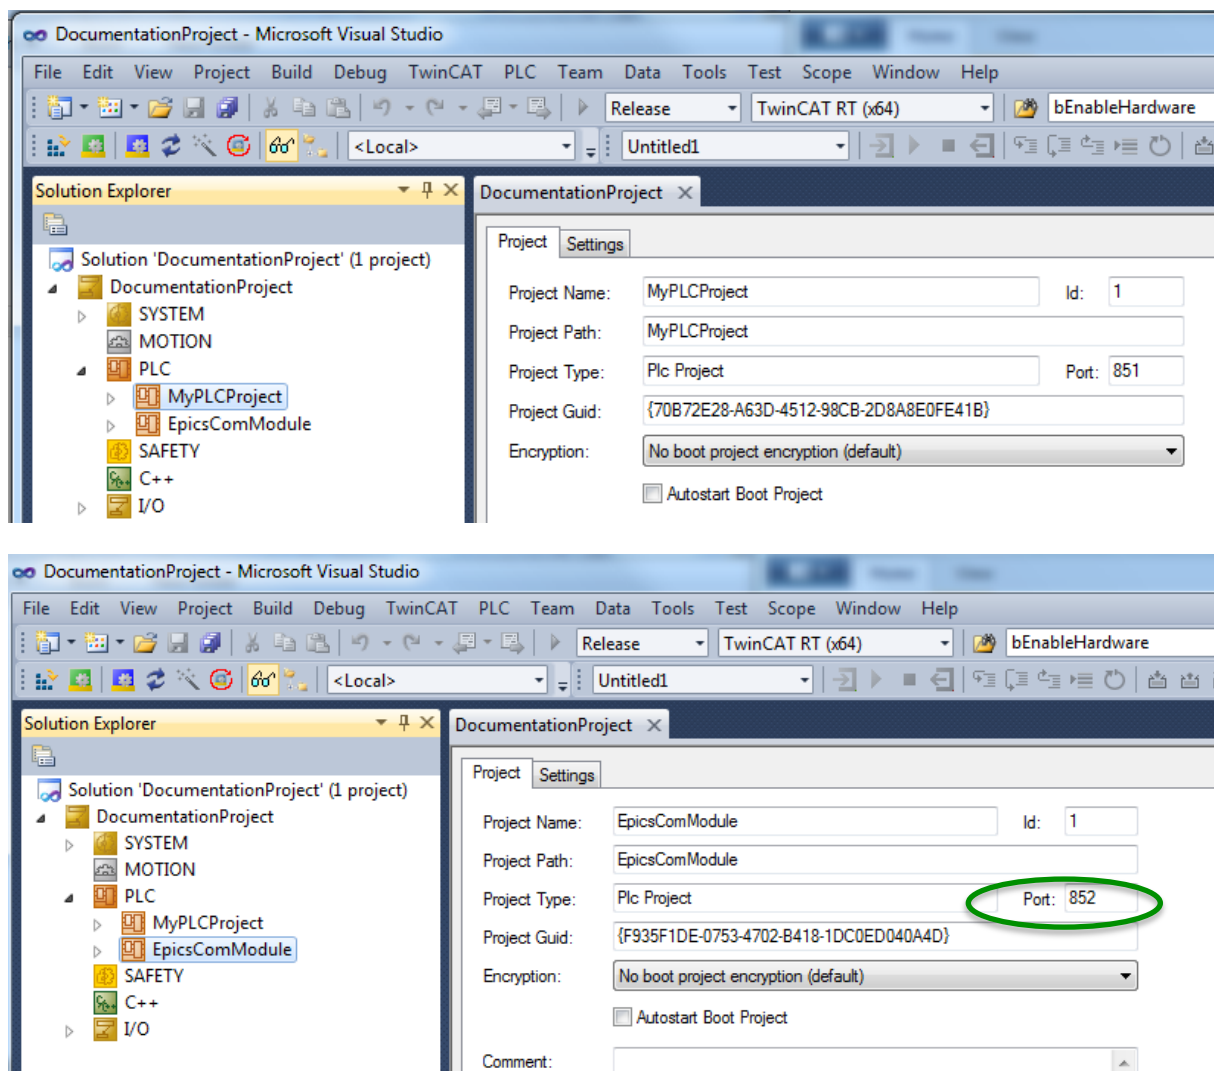 DocumentationProject - Microsoft Visual Studio
File Edit View Project Build Debug TwinCAT PLC Team Data Tools Test Scope Window Help
Release TwinCAT RT (x64) bEnableHardware
<Local> Untitled1
Solution Explorer
DocumentationProject
Project Settings
Solution 'DocumentationProject' (1 project)
DocumentationProject
SYSTEM
MOTION
PLC
MyPLCProject
EpicsComModule
SAFETY
C++
I/O
Project Name: MyPLCProject Id: 1
Project Path: MyPLCProject
Project Type: Plc Project Port: 851
Project Guid: {70B72E28-A63D-4512-98CB-2D8A8E0FE41B}
Encryption: No boot project encryption (default)
Autostart Boot Project
DocumentationProject - Microsoft Visual Studio
File Edit View Project Build Debug TwinCAT PLC Team Data Tools Test Scope Window Help
Release TwinCAT RT (x64) bEnableHardware
<Local> Untitled1
Solution Explorer
DocumentationProject
Project Settings
Solution 'DocumentationProject' (1 project)
DocumentationProject
SYSTEM
MOTION
PLC
MyPLCProject
EpicsComModule
SAFETY
C++
I/O
Project Name: EpicsComModule Id: 1
Project Path: EpicsComModule
Project Type: Plc Project Port: 852
Project Guid: {F935F1DE-0753-4702-B418-1DC0ED040A4D}
Encryption: No boot project encryption (default)
Autostart Boot Project
Comment: